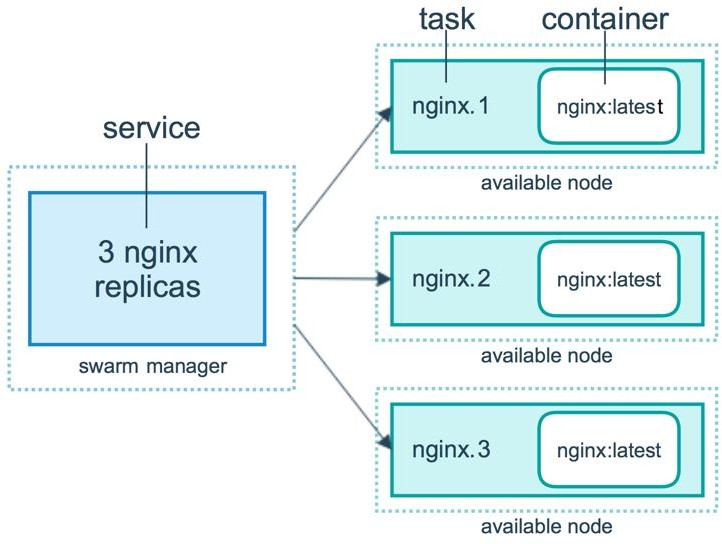 task
container
nginx.1
nginx:latest
available node
service
3 nginx
replicas
swarm manager
nginx.2
nginx:latest
available node
nginx.3
nginx:latest
available node